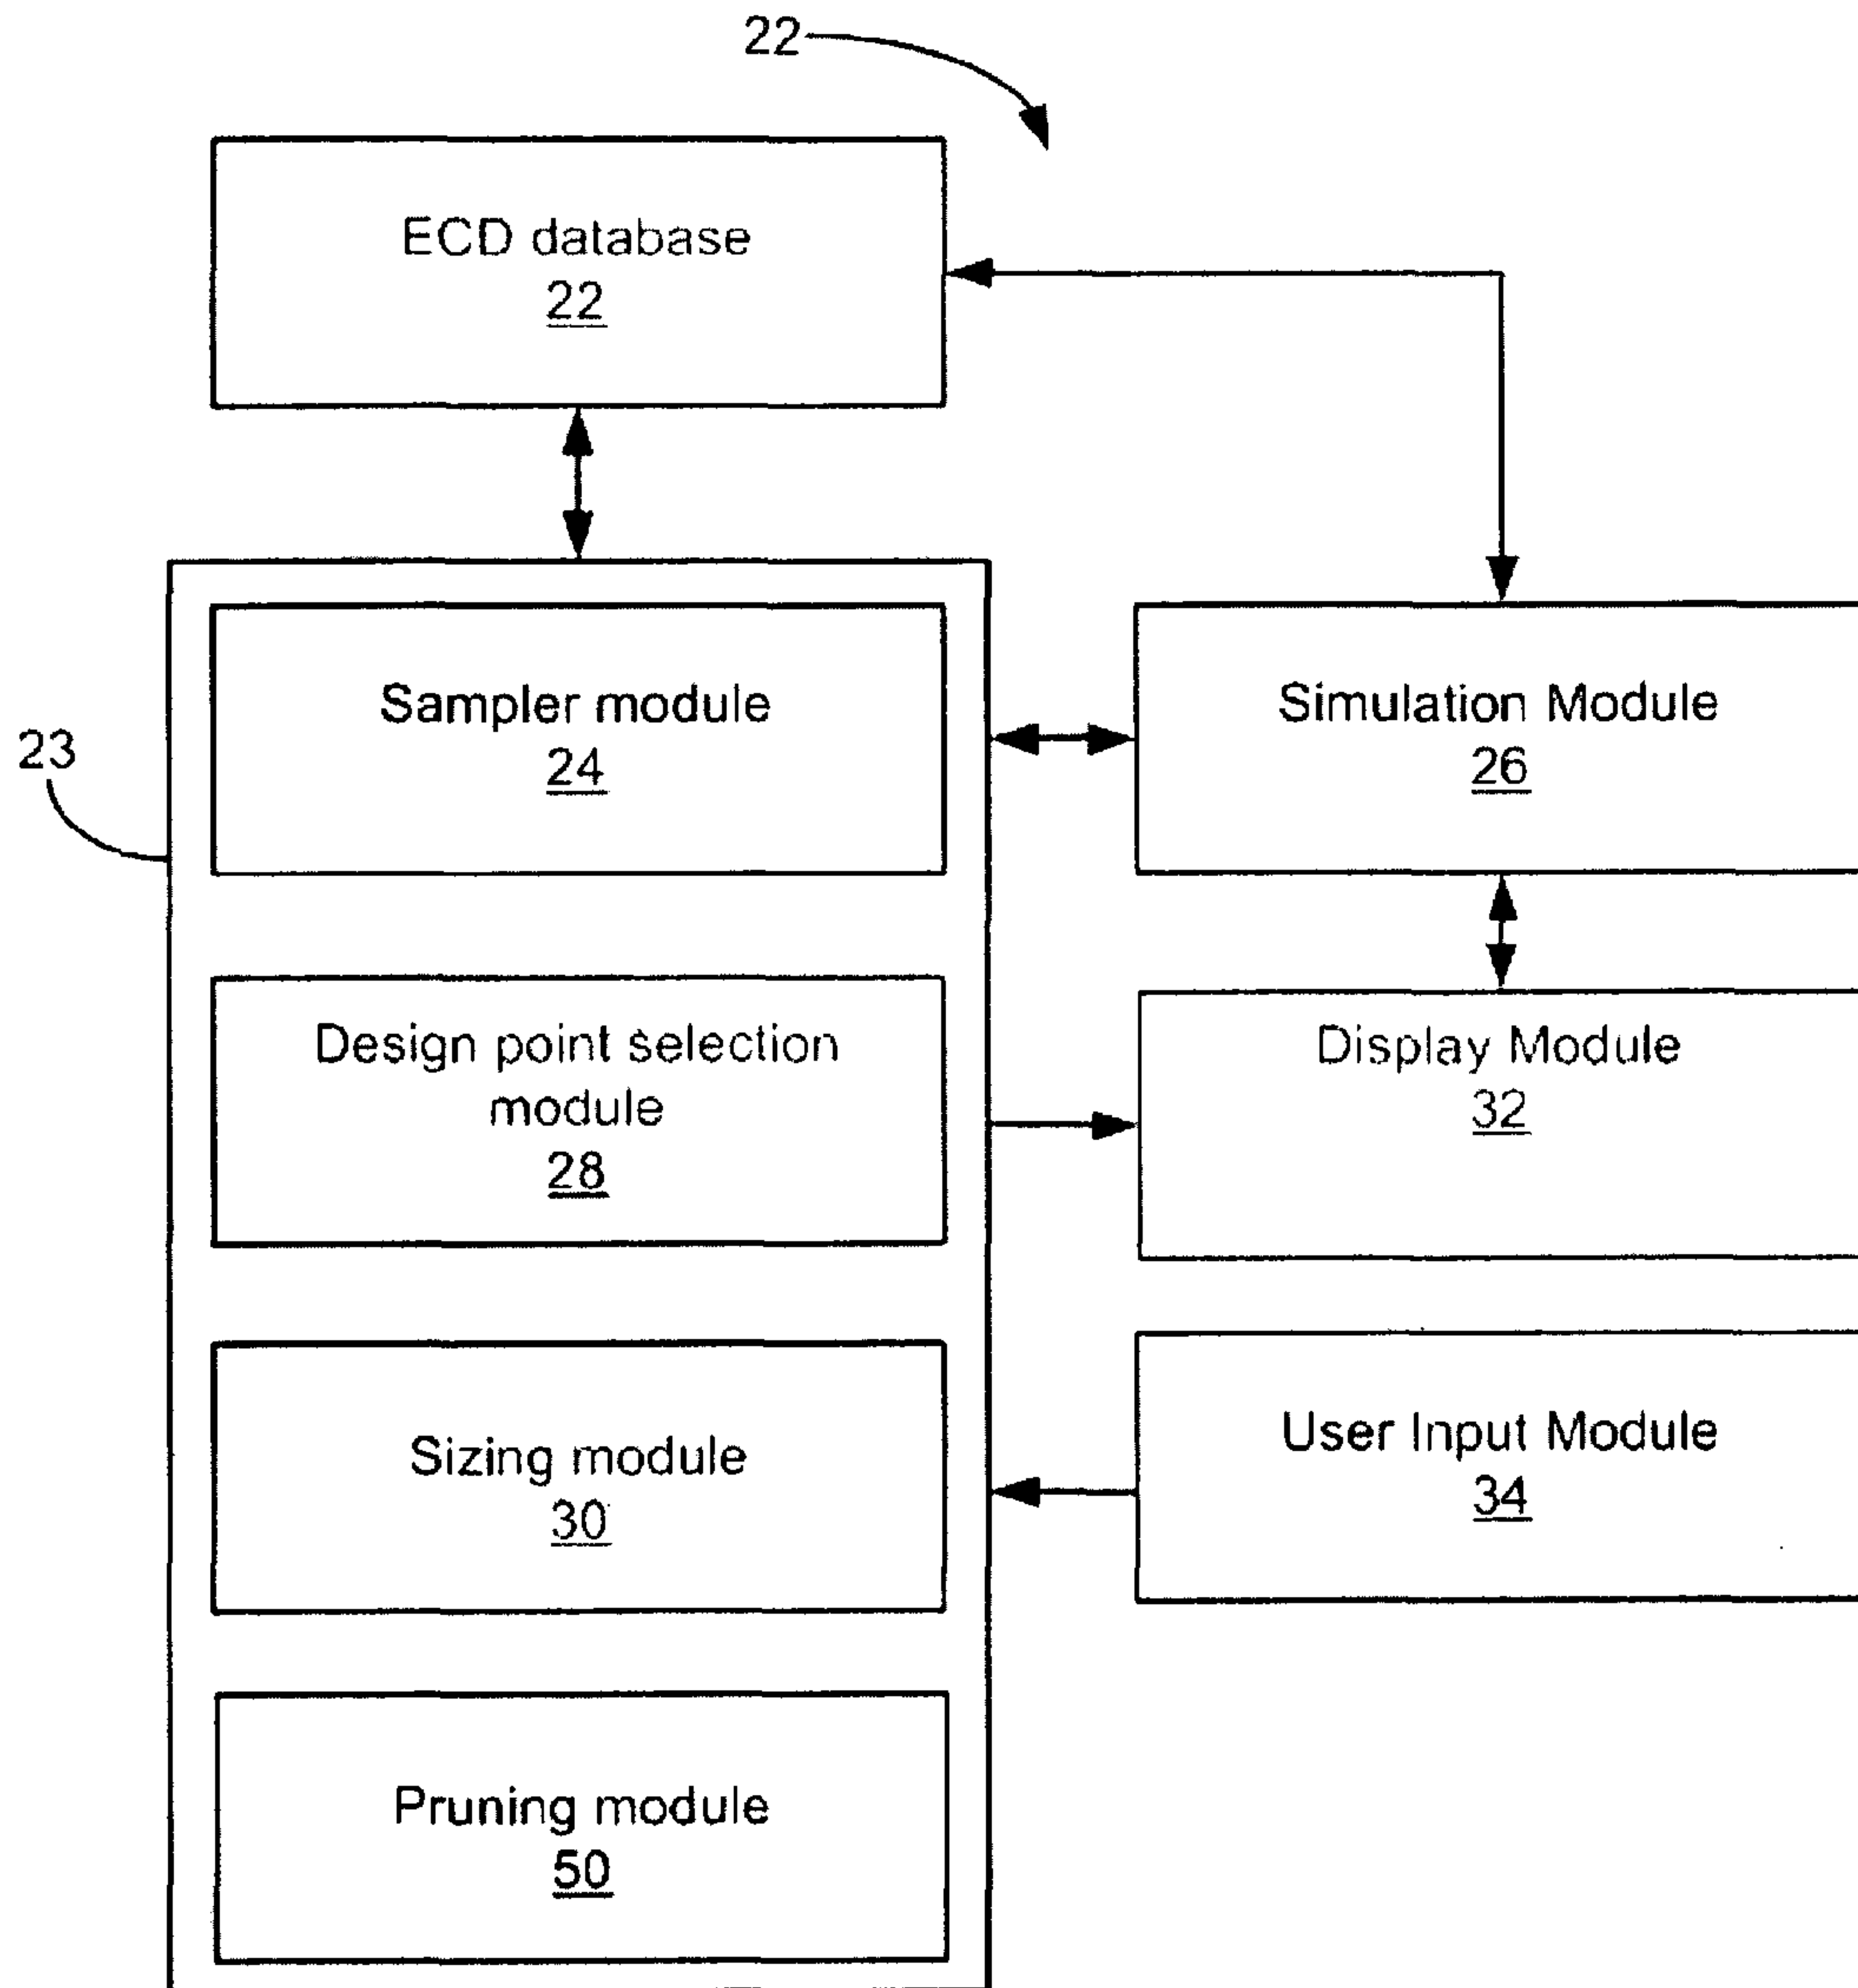 22
ECD database
22
23
Sampler module
24
Simulation Module
26
Design point selection
module
28
Display Module
32
Sizing module
30
User Input Module
34
Pruning module
50